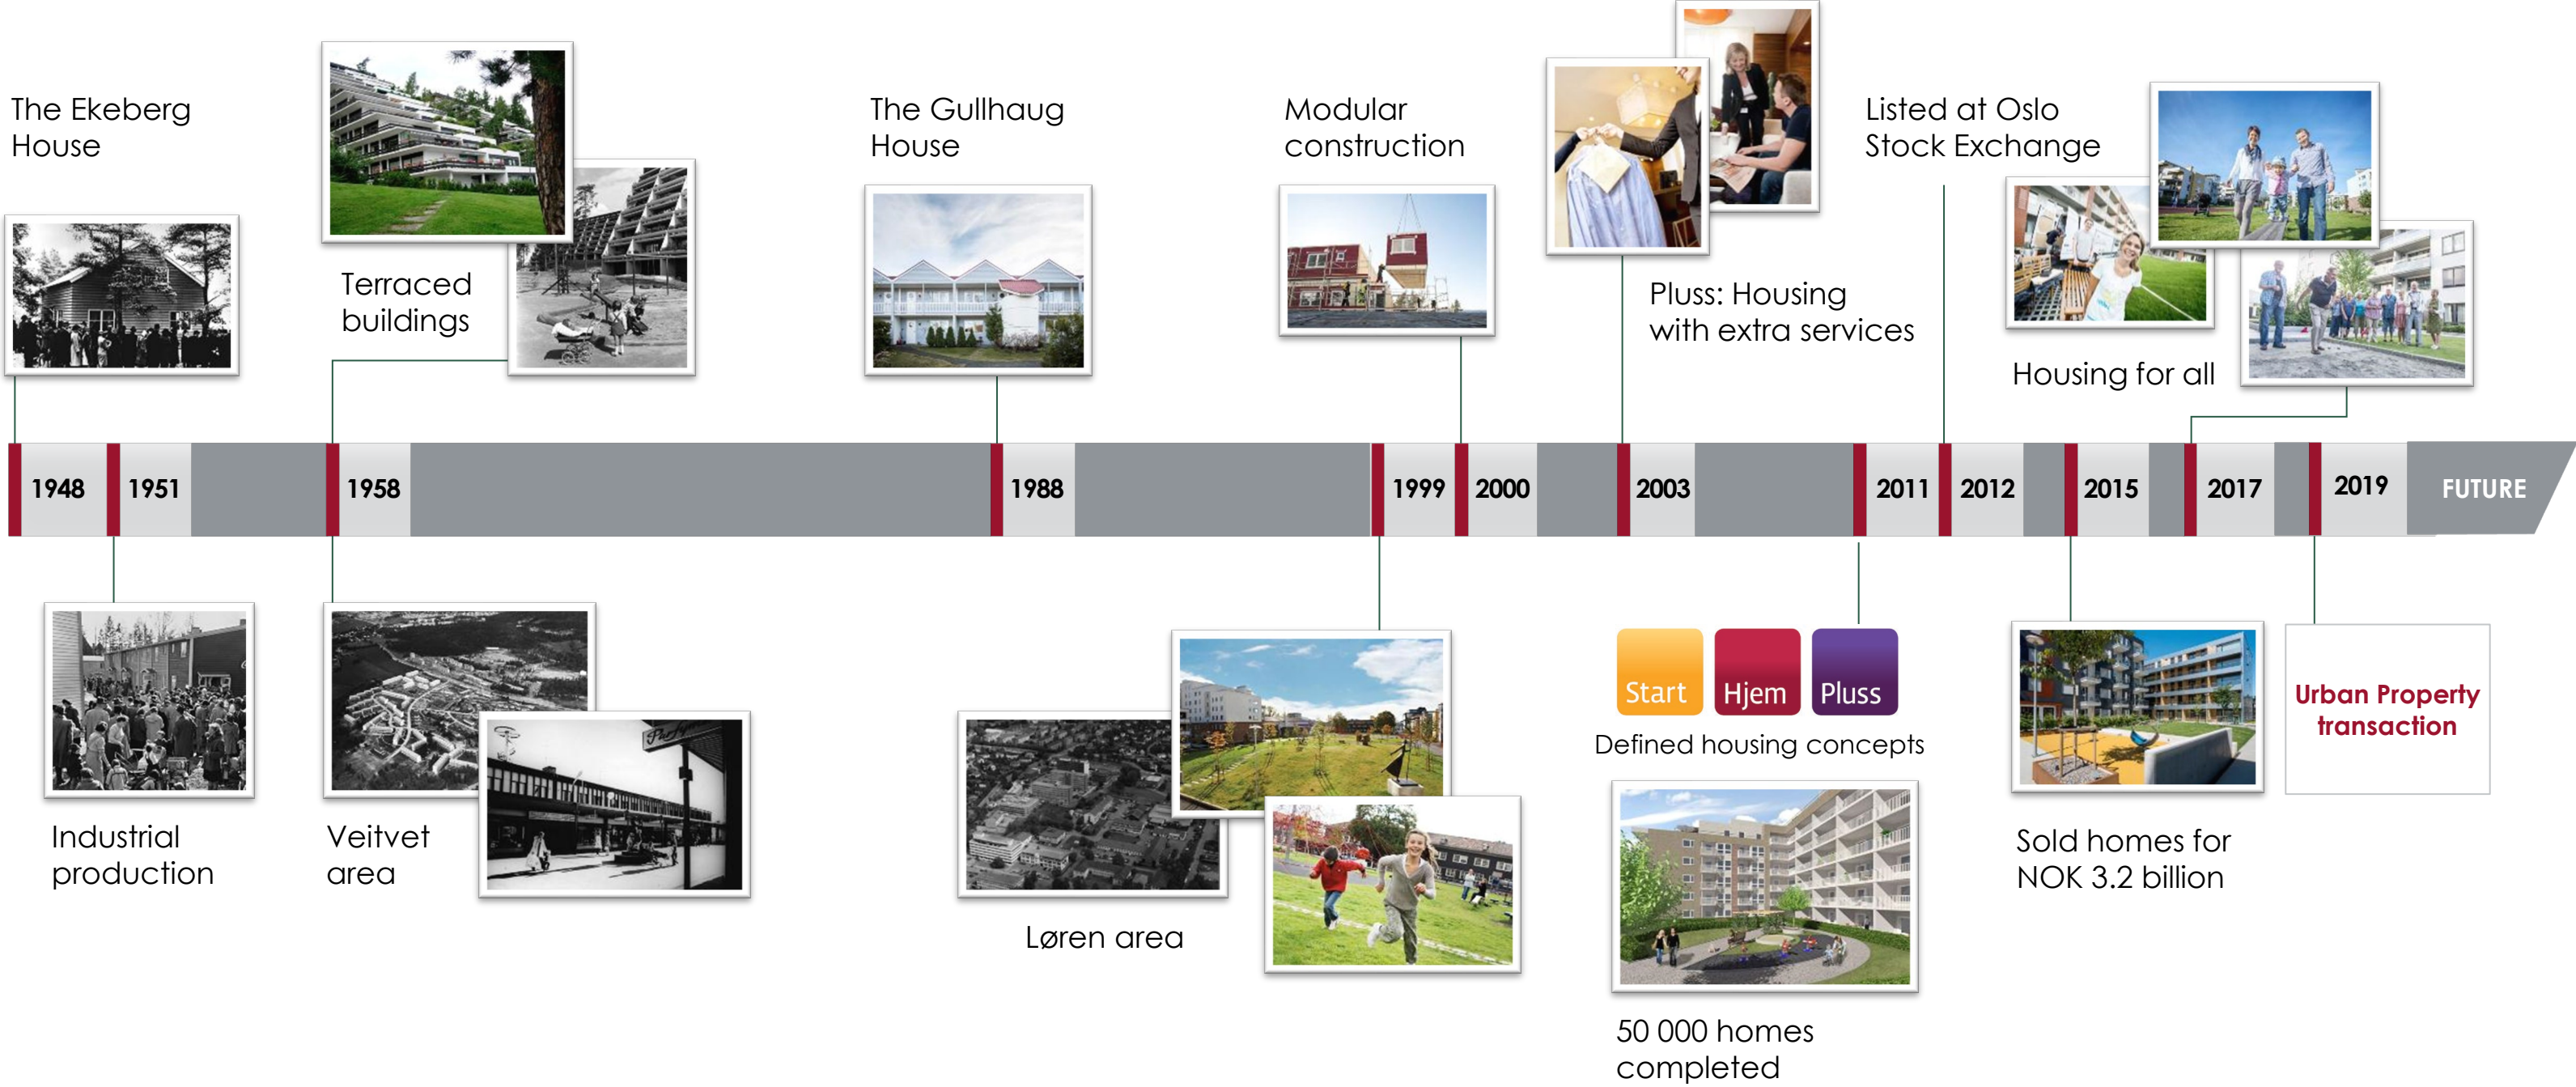 The Ekeberg
House
Terraced
buildings
The Gullhaug
House
Modular
construction
Pluss: Housing
with extra services
Listed at Oslo
Stock Exchange
Housing for all
1948
1951
1958
1988
1999
2000
2003
2011
2012
2015
2017
2019
FUTURE
Industrial
production
Veitvet
area
Løren area
Start
Hjem
Pluss
Defined housing concepts
50 000 homes
completed
Sold homes for
NOK 3.2 billion
Urban Property
transaction